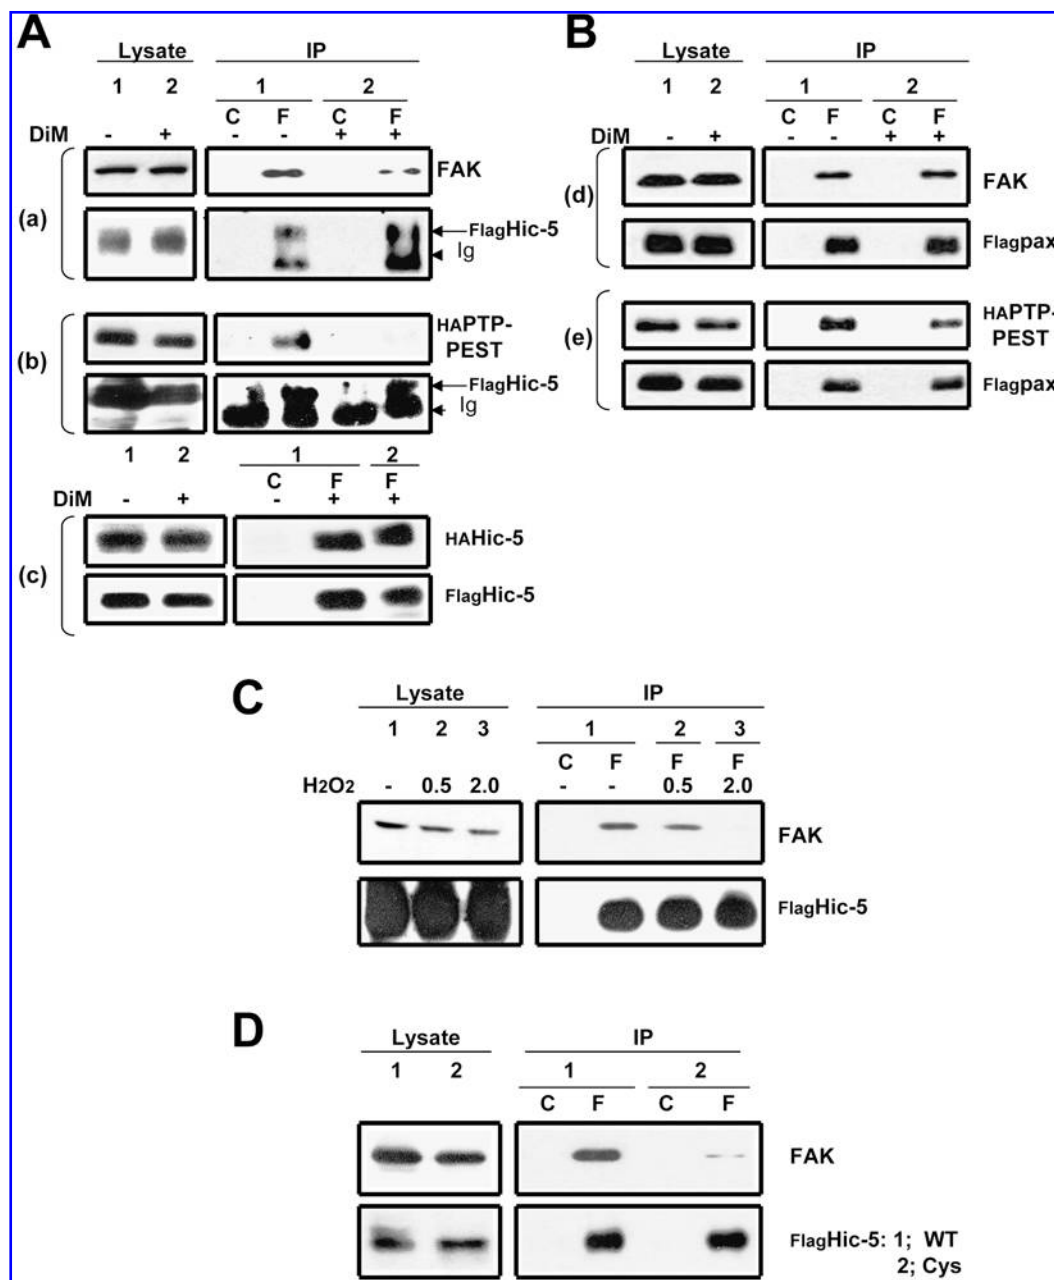 A
Lysate IP
1 2 1 2
C F C F
DiM - + - - + +
(a)
FAK
FlagHic-5
Ig
(b)
HAPTP-
PEST
FlagHic-5
Ig
1 2 1 2
C F F
DiM - + - + +
(c)
HAHic-5
FlagHic-5
B
Lysate IP
1 2 1 2
C F C F
DiM - + - - + +
(d)
FAK
Flagpax
(e)
HAPTP-
PEST
Flagpax
C
Lysate IP
1 2 3 1 2 3
C F F F
H2O2 - 0.5 2.0 - - 0.5 2.0
FAK
FlagHic-5
D
Lysate IP
1 2 1 2
C F C F
FAK
FlagHic-5: 1; WT
2; Cys